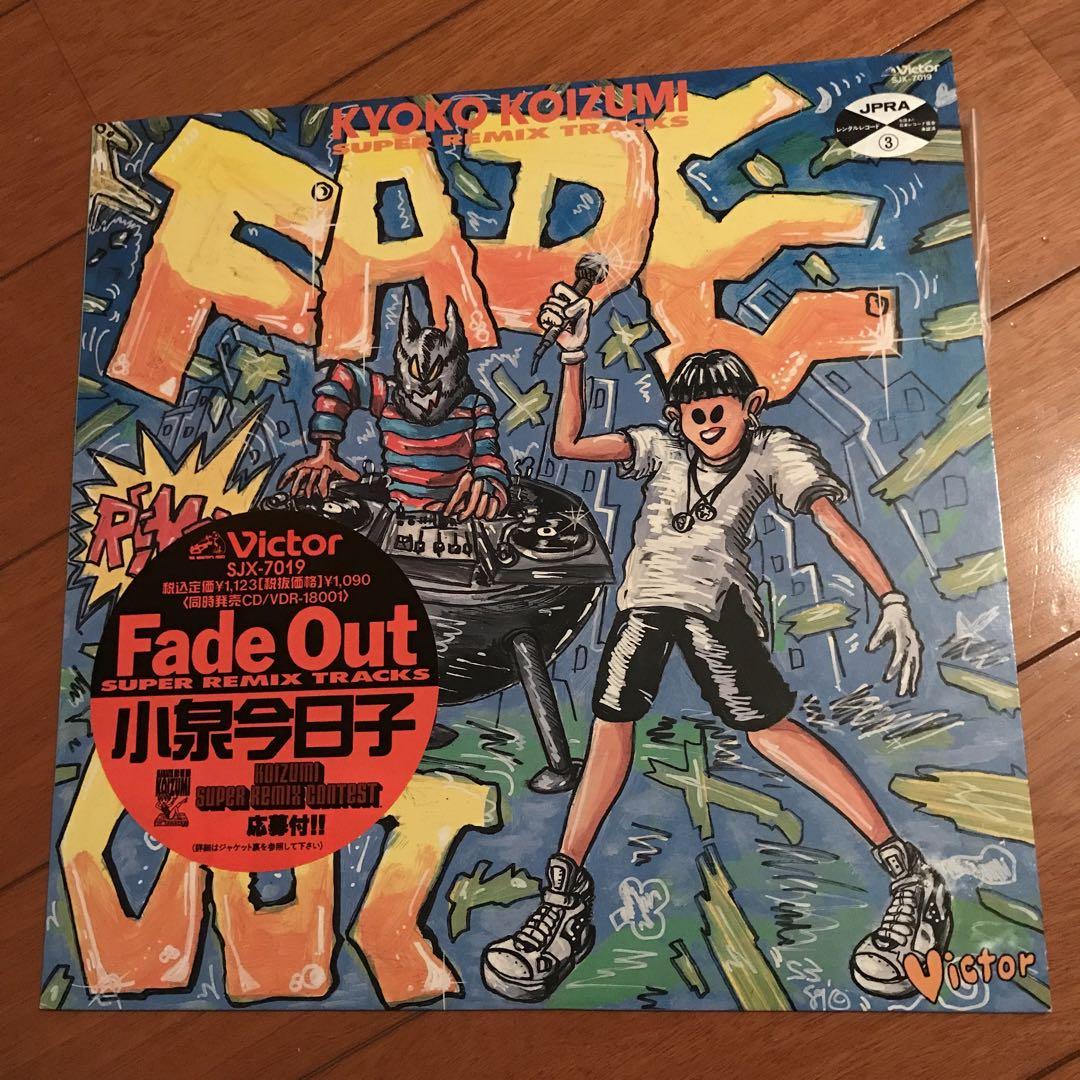 Victor
SJX-7019
JPRA
レンタルレコード
③
KYOKO KOIZUMI
SUPER REMIX TRACKS
FADE
OUT
Victor
SJX-7019
税込定価¥1,123[税抜価格]¥1,090
〈同時発売CD/VDR-18001〉
Fade Out
SUPER REMIX TRACKS
小泉今日子
KOIZUMI
SUPER REMIX CONTEST
応募付!!
(詳細はジャケット裏を参照して下さい)
Victor